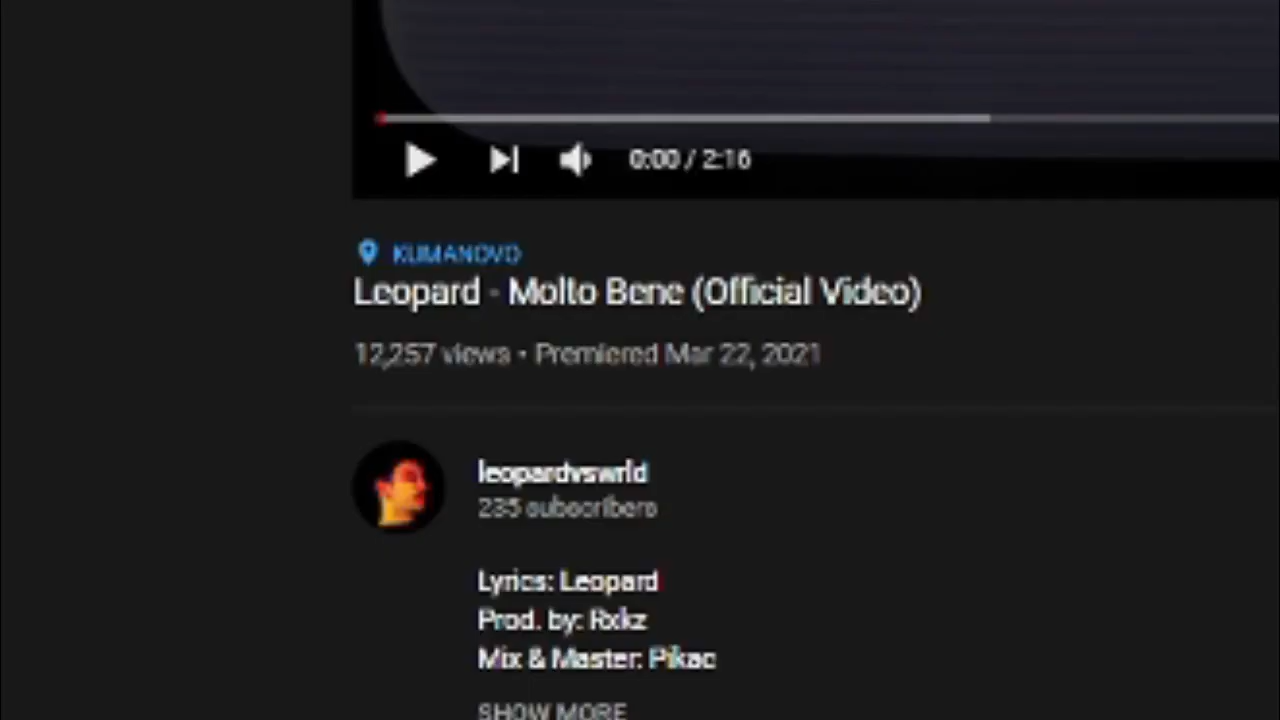 0:00 / 2:16
KUMANOVO
Leopard - Molto Bene (Official Video)
12,257 views • Premiered Mar 22, 2021
leopardvswrld
235 subscribers
Lyrics: Leopard
Prod. by: Rxkz
Mix & Master: Pikac
SHOW MORE